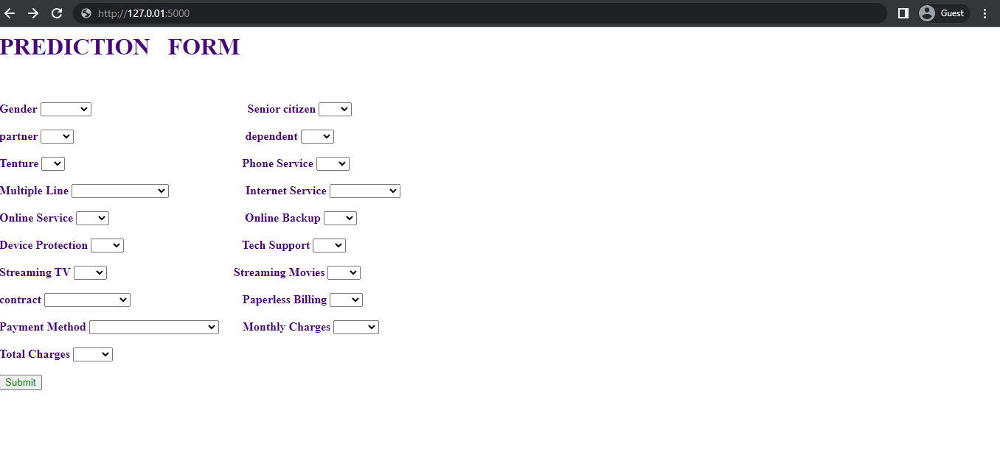 http://127.0.01:5000 Guest
PREDICTION FORM
Gender Senior citizen
partner dependent
Tenture Phone Service
Multiple Line Internet Service
Online Service Online Backup
Device Protection Tech Support
Streaming TV Streaming Movies
contract Paperless Billing
Payment Method Monthly Charges
Total Charges
Submit